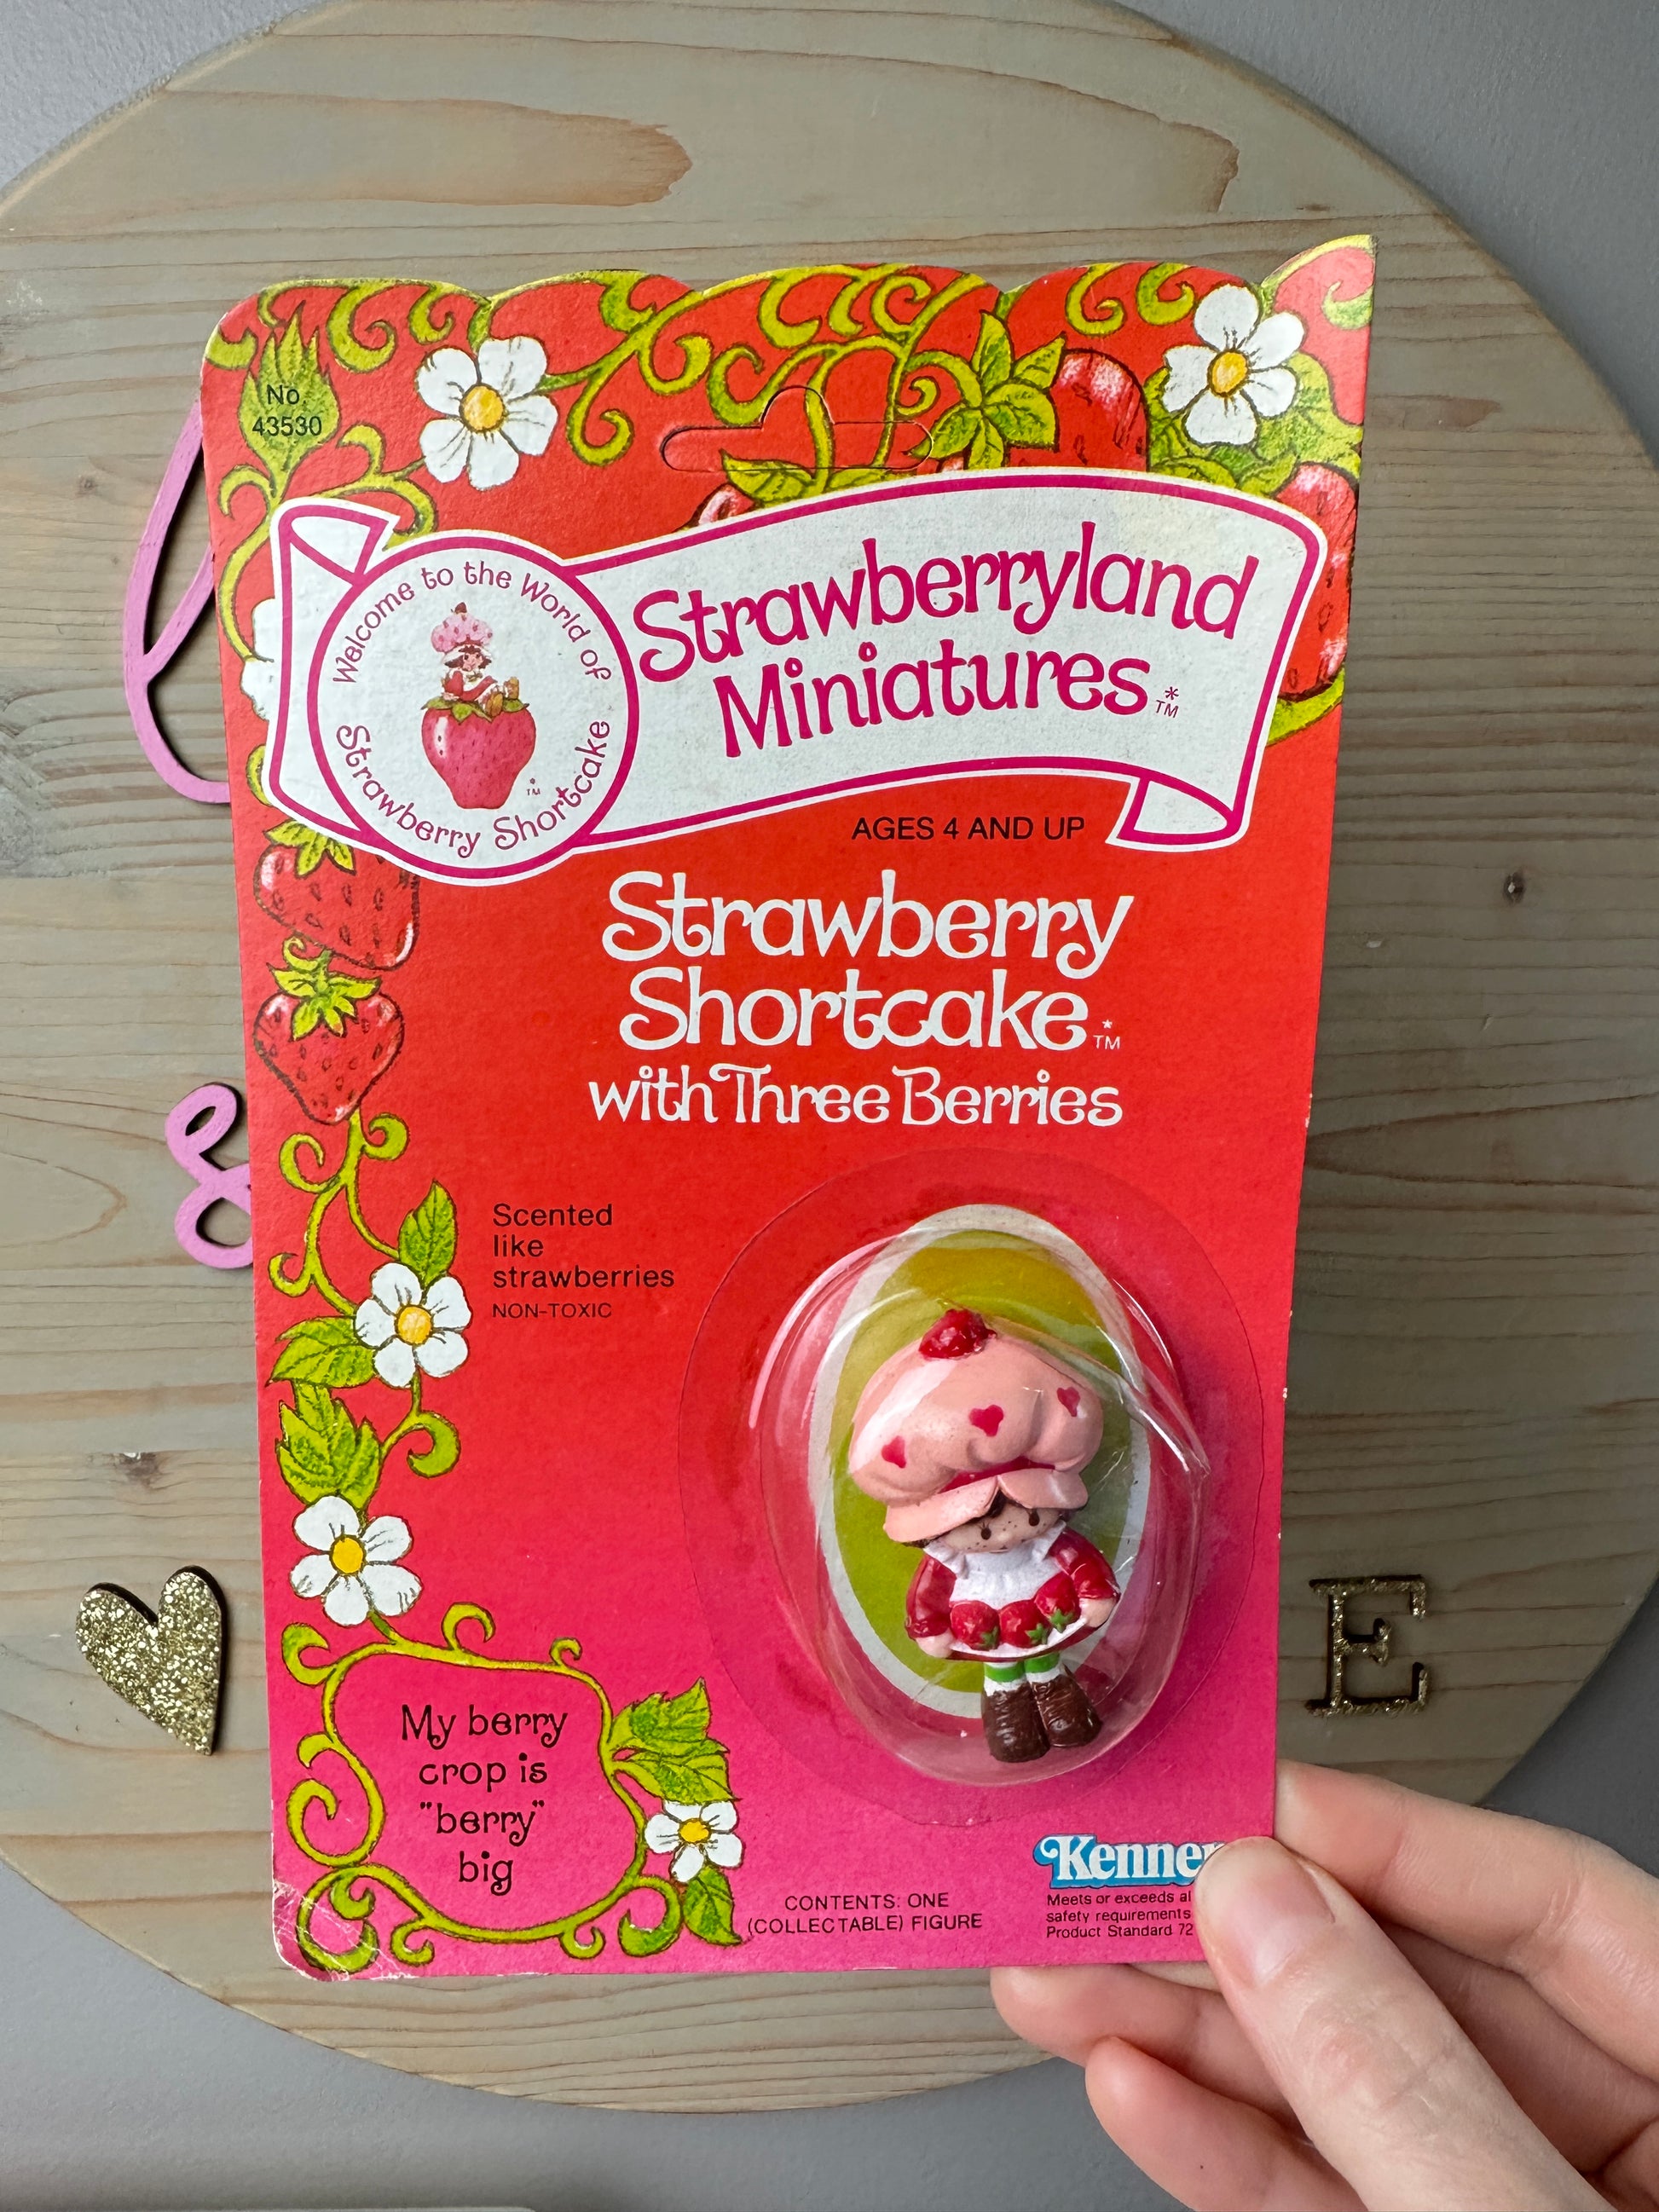 No.
43530
Welcome to the World of
Strawberry Shortcake
TM
Strawberryland
Miniatures*
TM
AGES 4 AND UP
Strawberry
Shortcake*
TM
with Three Berries
Scented
like
strawberries
NON-TOXIC
My berry
crop is
"berry"
big
CONTENTS: ONE
(COLLECTABLE) FIGURE
Kenner
Meets or exceeds
safety requirements
Product Standard 72
E